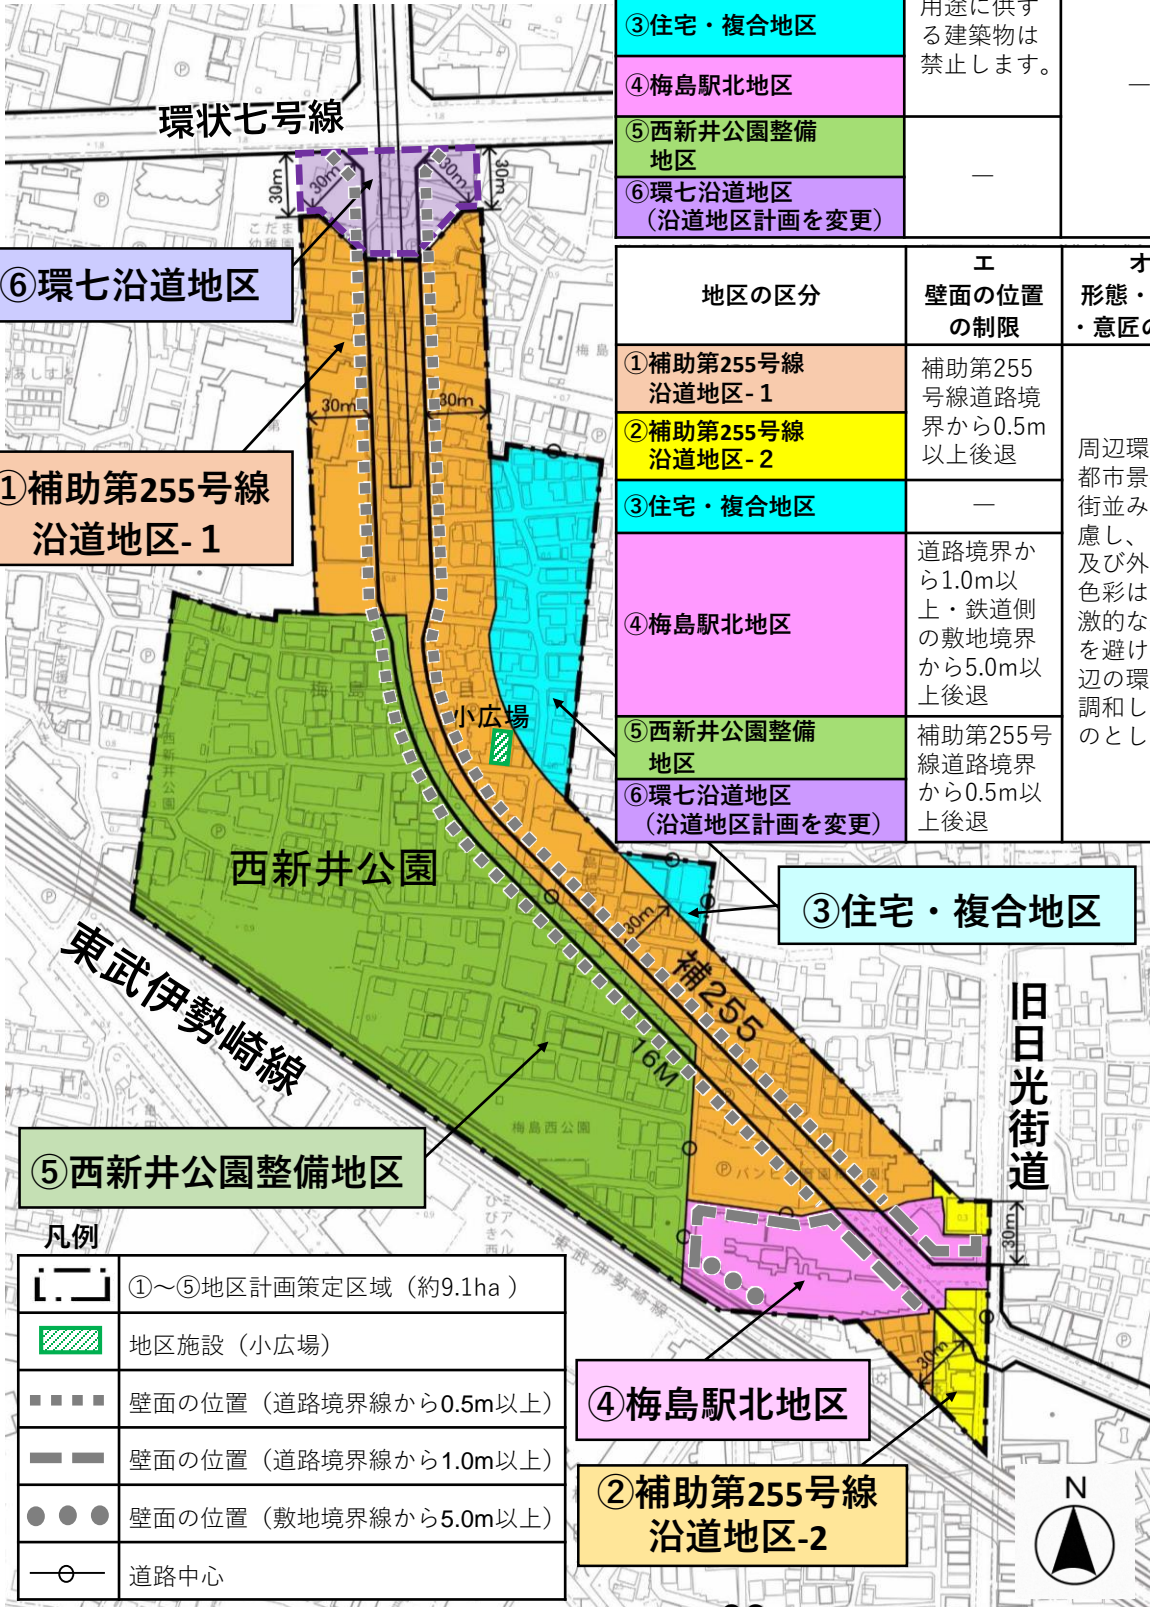 ③住宅・複合地区
用途に供す
る建築物は
禁止します。
―
④梅島駅北地区
⑤西新井公園整備
地区
―
⑥環七沿道地区
（沿道地区計画を変更）
地区の区分
エ
壁面の位置
の制限
オ
形態・
・意匠の
①補助第255号線
沿道地区-１
補助第255
号線道路境
界から0.5m
以上後退
②補助第255号線
沿道地区-２
③住宅・複合地区
―
④梅島駅北地区
道路境界か
ら1.0m以
上・鉄道側
の敷地境界
から5.0m以
上後退
⑤西新井公園整備
地区
補助第255号
線道路境界
から0.5m以
上後退
⑥環七沿道地区
（沿道地区計画を変更）
周辺環
都市景
街並み
慮し、
及び外
色彩は
激的な
を避け
辺の環
調和し
のとし
環状七号線
30m
30m
30m
30m
⑥環七沿道地区
30m
30m
①補助第255号線
沿道地区-１
梅島
小広場
西新井公園
西新井公園
③住宅・複合地区
30m
東武伊勢崎線
補255
16M
旧日光街道
梅島西公園
⑤西新井公園整備地区
30m
東武伊勢崎線
30m
④梅島駅北地区
②補助第255号線
沿道地区-2
N
凡例
①～⑤地区計画策定区域（約9.1ha ）
地区施設（小広場）
壁面の位置（道路境界線から0.5m以上）
壁面の位置（道路境界線から1.0m以上）
壁面の位置（敷地境界線から5.0m以上）
道路中心